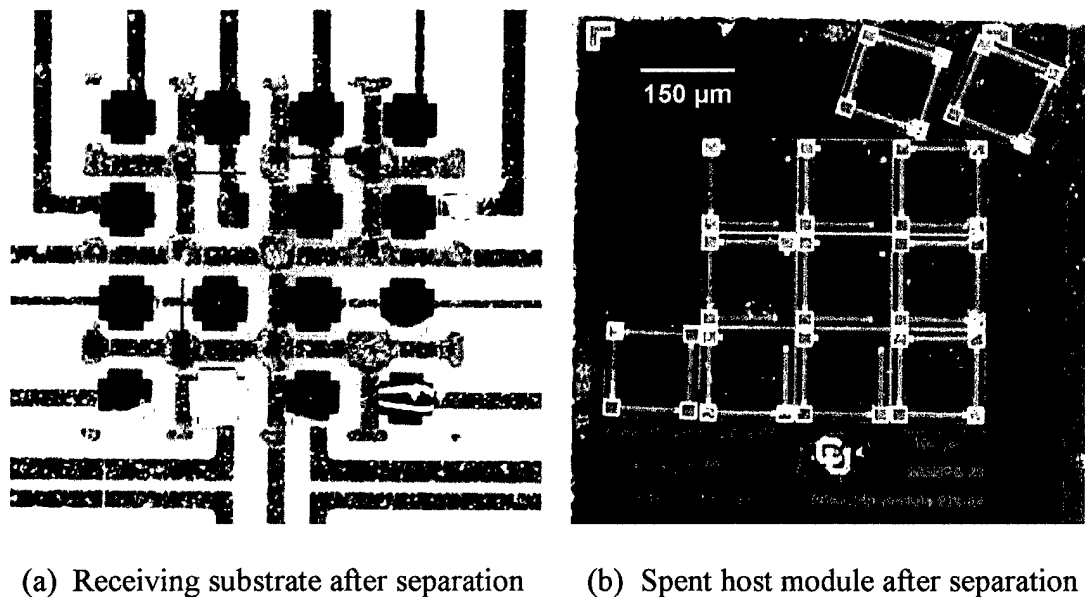 150 μm
(a) Receiving substrate after separation
(b) Spent host module after separation